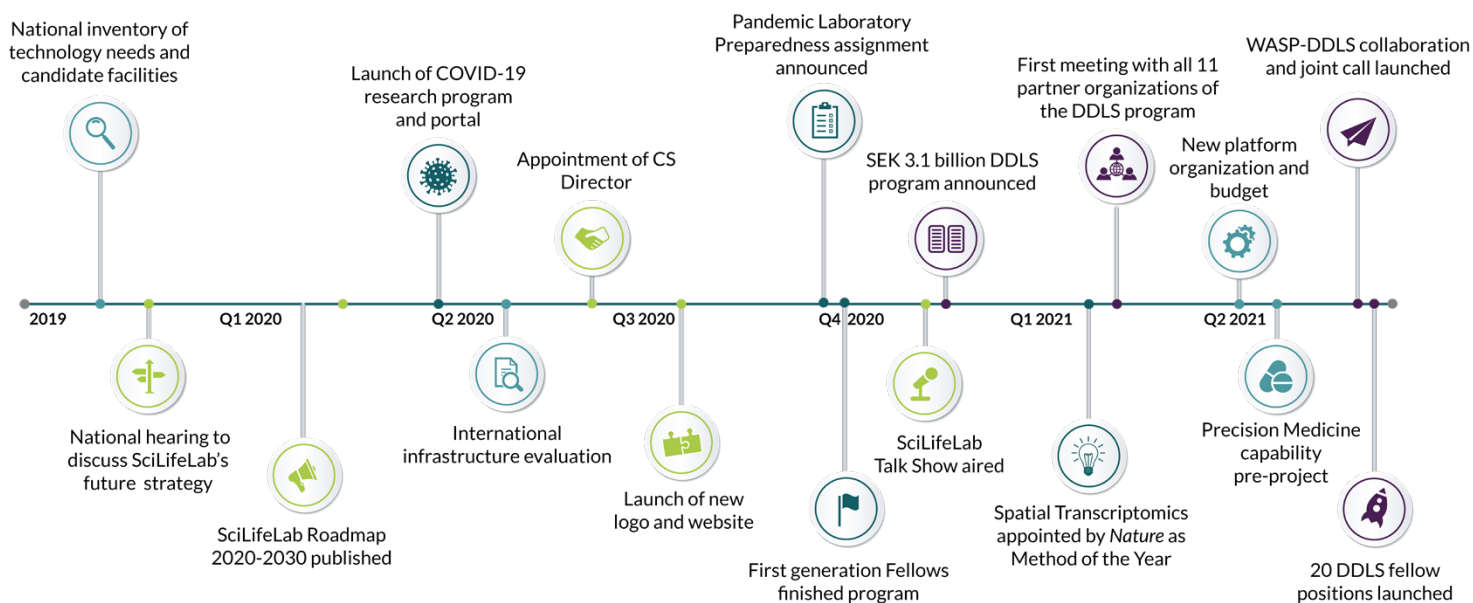 National inventory of
technology needs and
candidate facilities
Launch of COVID-19
research program
and portal
Appointment of CS
Director
Pandemic Laboratory
Preparedness assignment
announced
SEK 3.1 billion DDLS
program announced
First meeting with all 11
partner organizations
of the DDLS program
New platform
organization and
budget
WASP-DDLS collaboration
and joint call launched
2019
Q1 2020
Q2 2020
Q3 2020
Q4 2020
Q1 2021
Q2 2021
National hearing to
discuss SciLifeLab’s
future strategy
SciLifeLab Roadmap
2020-2030 published
International
infrastructure evaluation
Launch of new
logo and website
First generation Fellows
finished program
SciLifeLab
Talk Show aired
Spatial Transcriptomics
appointed by Nature as
Method of the Year
Precision Medicine
capability
pre-project
20 DDLS fellow
positions launched